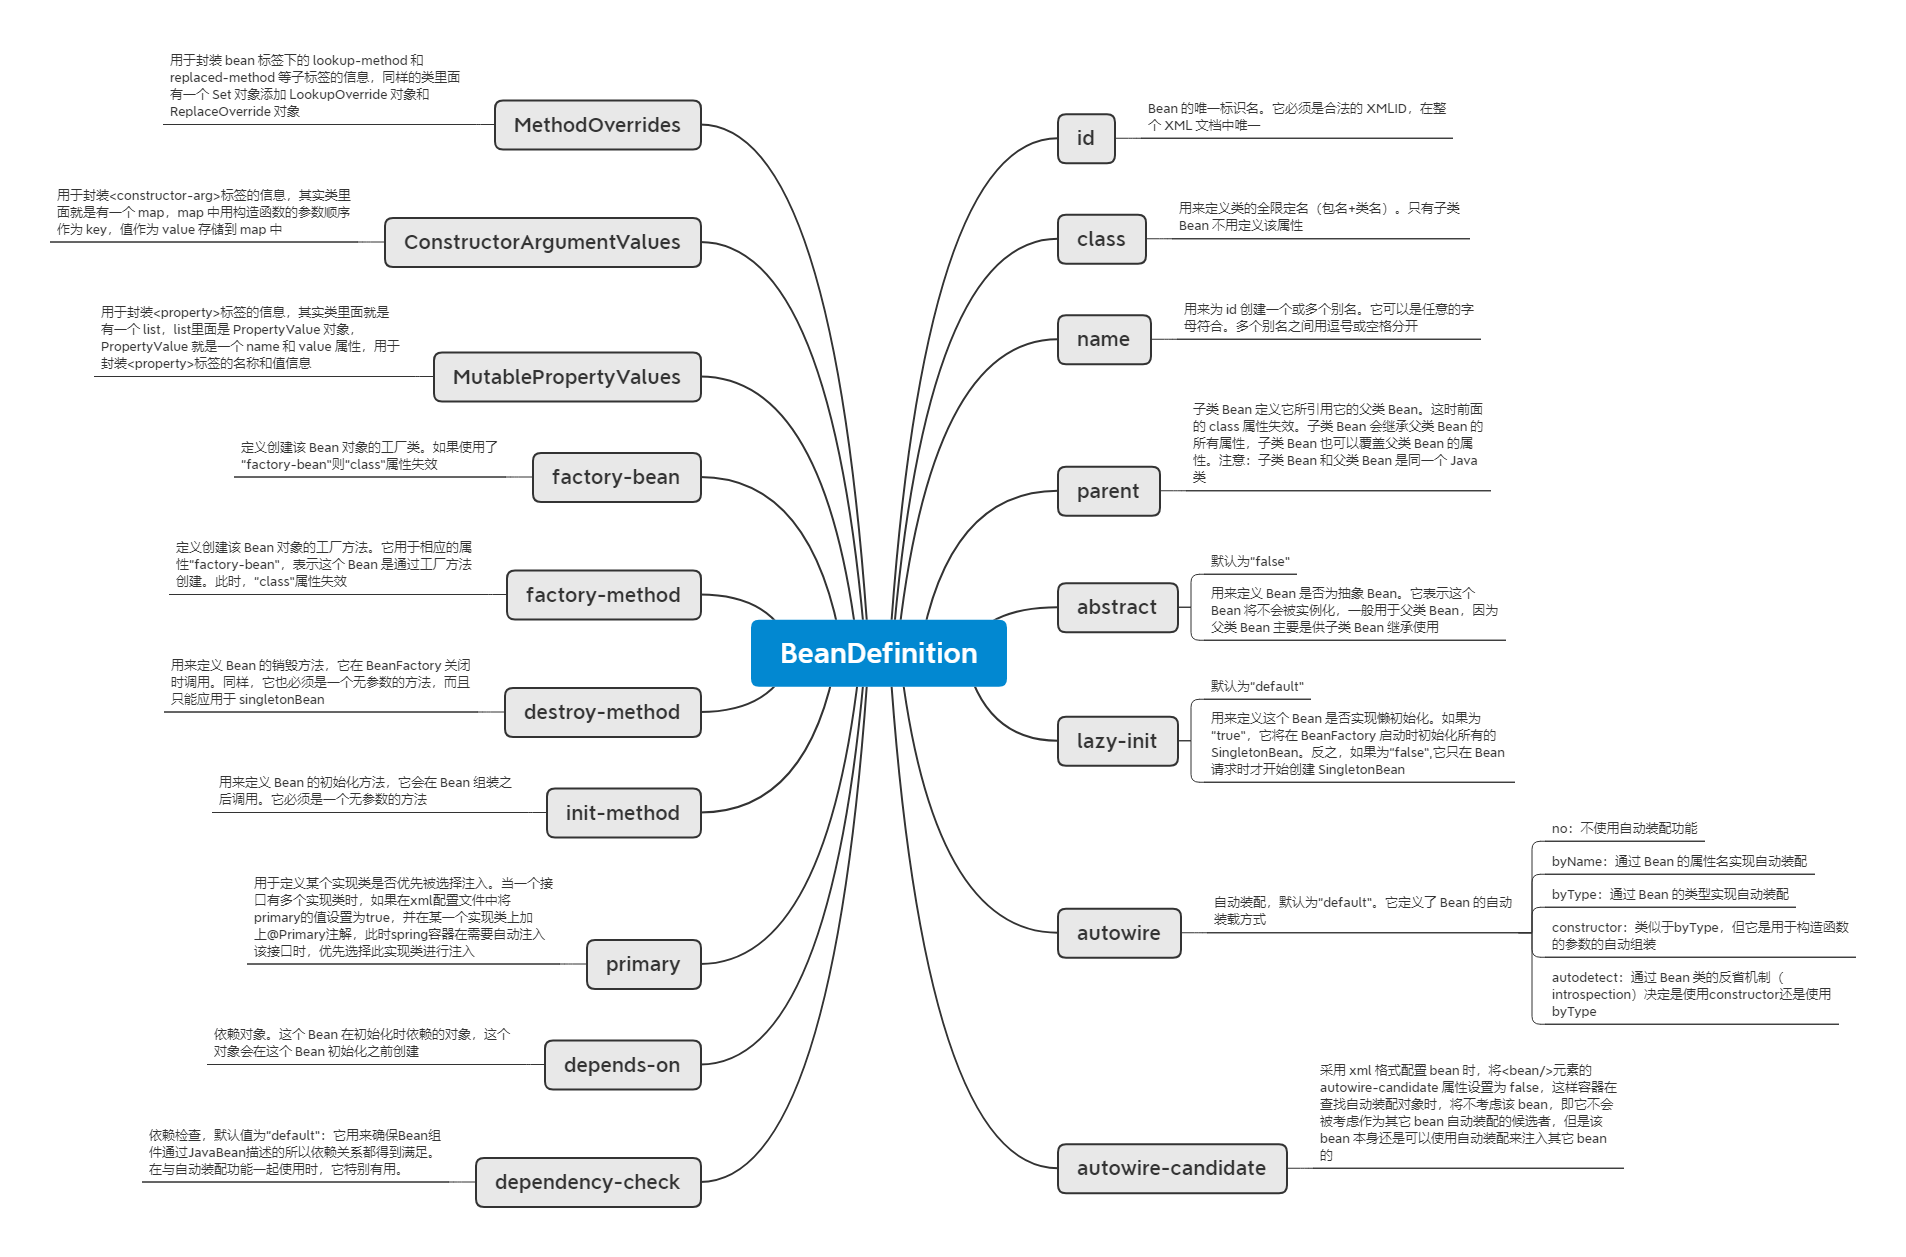 BeanDefinition
用于封装 bean 标签下的 lookup-method 和
replaced-method 等子标签的信息，同样的类里面
有一个 Set 对象添加 LookupOverride 对象和
ReplaceOverride 对象
MethodOverrides
用于封装<constructor-arg>标签的信息，其实类里
面就是有一个 map，map 中用构造函数的参数顺序
作为 key，值作为 value 存储到 map 中
ConstructorArgumentValues
用于封装<property>标签的信息，其实类里面就是
有一个 list，list里面是 PropertyValue 对象，
PropertyValue 就是一个 name 和 value 属性，用于
封装<property>标签的名称和值信息
MutablePropertyValues
定义创建该 Bean 对象的工厂类。如果使用了
"factory-bean"则"class"属性失效
factory-bean
定义创建该 Bean 对象的工厂方法。它用于相应的属
性"factory-bean"，表示这个 Bean 是通过工厂方法
创建。此时，"class"属性失效
factory-method
用来定义 Bean 的销毁方法，它在 BeanFactory 关闭
时调用。同样，它也必须是一个无参数的方法，而且
只能应用于 singletonBean
destroy-method
用来定义 Bean 的初始化方法，它会在 Bean 组装之
后调用。它必须是一个无参数的方法
init-method
用于定义某个实现类是否优先被选择注入。当一个接
口有多个实现类时，如果在xml配置文件中将
primary的值设置为true，并在某一个实现类上加
上@Primary注解，此时spring容器在需要自动注入
该接口时，优先选择此实现类进行注入
primary
依赖对象。这个 Bean 在初始化时依赖的对象，这个
对象会在这个 Bean 初始化之前创建
depends-on
依赖检查，默认值为"default"：它用来确保Bean组
件通过JavaBean描述的所以依赖关系都得到满足。
在与自动装配功能一起使用时，它特别有用。
dependency-check
id
Bean 的唯一标识名。它必须是合法的 XMLID，在整
个 XML 文档中唯一
class
用来定义类的全限定名（包名+类名）。只有子类
Bean 不用定义该属性
name
用来为 id 创建一个或多个别名。它可以是任意的字
母符合。多个别名之间用逗号或空格分开
parent
子类 Bean 定义它所引用它的父类 Bean。这时前面
的 class 属性失效。子类 Bean 会继承父类 Bean 的
所有属性，子类 Bean 也可以覆盖父类 Bean 的属
性。注意：子类 Bean 和父类 Bean 是同一个 Java
类
abstract
默认为"false"
用来定义 Bean 是否为抽象 Bean。它表示这个
Bean 将不会被实例化，一般用于父类 Bean，因为
父类 Bean 主要是供子类 Bean 继承使用
lazy-init
默认为"default"
用来定义这个 Bean 是否实现懒初始化。如果为
"true"，它将在 BeanFactory 启动时初始化所有的
SingletonBean。反之，如果为"false",它只在 Bean
请求时才开始创建 SingletonBean
autowire
自动装配，默认为"default"。它定义了 Bean 的自动
装载方式
no：不使用自动装配功能
byName：通过 Bean 的属性名实现自动装配
byType：通过 Bean 的类型实现自动装配
constructor：类似于byType，但它是用于构造函数
的参数的自动组装
autodetect：通过 Bean 类的反省机制（
introspection）决定是使用constructor还是使用
byType
autowire-candidate
采用 xml 格式配置 bean 时，将<bean/>元素的
autowire-candidate 属性设置为 false，这样容器在
查找自动装配对象时，将不考虑该 bean，即它不会
被考虑作为其它 bean 自动装配的候选者，但是该
bean 本身还是可以使用自动装配来注入其它 bean
的